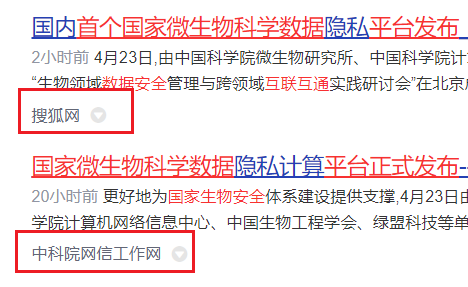 国内首个国家微生物科学数据隐私平台发布_
2小时前 4月23日,由中国科学院微生物研究所、中国科学院计
“生物领域数据安全管理与跨领域互联互通实践研讨会”在北京
搜狐网
国家微生物科学数据隐私计算平台正式发布--
20小时前 更好地为国家生物安全体系建设提供支撑,4月23日由
学院计算机网络信息中心、中国生物工程学会、绿盟科技等单
中科院网信工作网